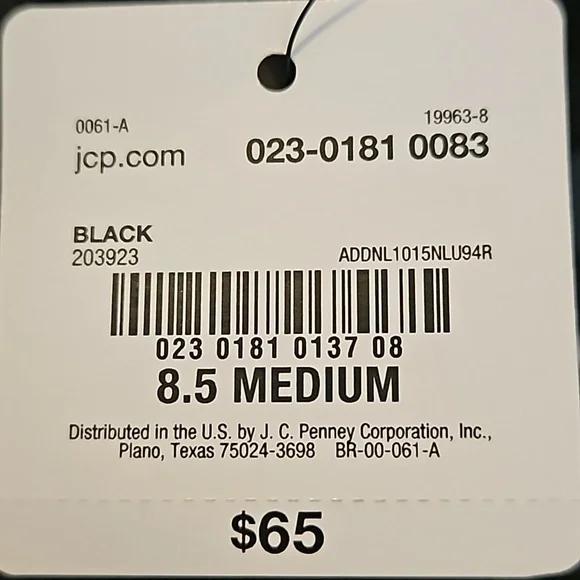 0061-A 19963-8
jcp.com 023-0181 0083
BLACK
203923 ADDNL1015NLU94R
023 0181 0137 08
8.5 MEDIUM
Distributed in the U.S. by J. C. Penney Corporation, Inc.,
Plano, Texas 75024-3698 BR-00-061-A
$65